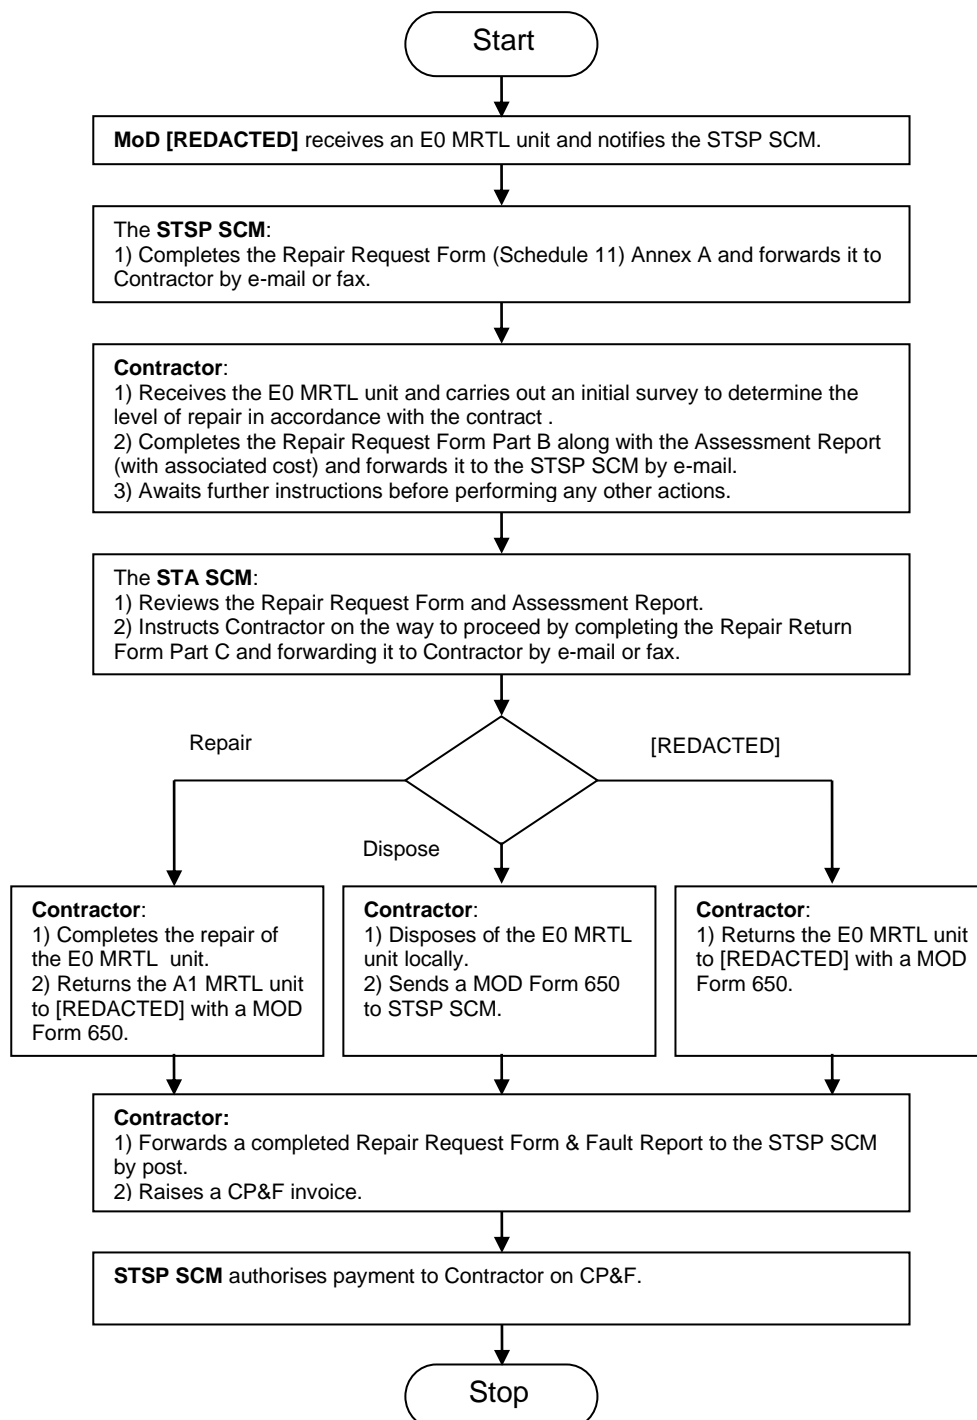 Start
MoD [REDACTED] receives an E0 MRTL unit and notifies the STSP SCM.
The STSP SCM:
1) Completes the Repair Request Form (Schedule 11) Annex A and forwards it to
Contractor by e-mail or fax.
Contractor:
1) Receives the E0 MRTL unit and carries out an initial survey to determine the
level of repair in accordance with the contract .
2) Completes the Repair Request Form Part B along with the Assessment Report
(with associated cost) and forwards it to the STSP SCM by e-mail.
3) Awaits further instructions before performing any other actions.
The STA SCM:
1) Reviews the Repair Request Form and Assessment Report.
2) Instructs Contractor on the way to proceed by completing the Repair Return
Form Part C and forwarding it to Contractor by e-mail or fax.
Repair
[REDACTED]
Dispose
Contractor:
1) Completes the repair of
the E0 MRTL unit.
2) Returns the A1 MRTL unit
to [REDACTED] with a MOD
Form 650.
Contractor:
1) Disposes of the E0 MRTL
unit locally.
2) Sends a MOD Form 650
to STSP SCM.
Contractor:
1) Returns the E0 MRTL unit
to [REDACTED] with a MOD
Form 650.
Contractor:
1) Forwards a completed Repair Request Form & Fault Report to the STSP SCM
by post.
2) Raises a CP&F invoice.
STSP SCM authorises payment to Contractor on CP&F.
Stop